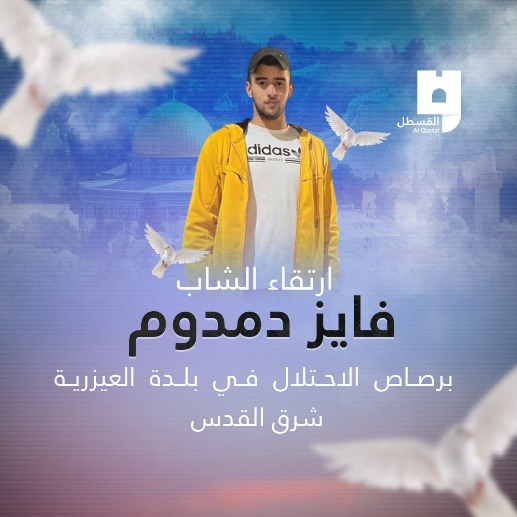 القسطل
Al Qastal
adidas
ارتقاء الشاب
فايز دمدوم
برصاص الاحتلال في بلدة العيزرية
شرق القدس